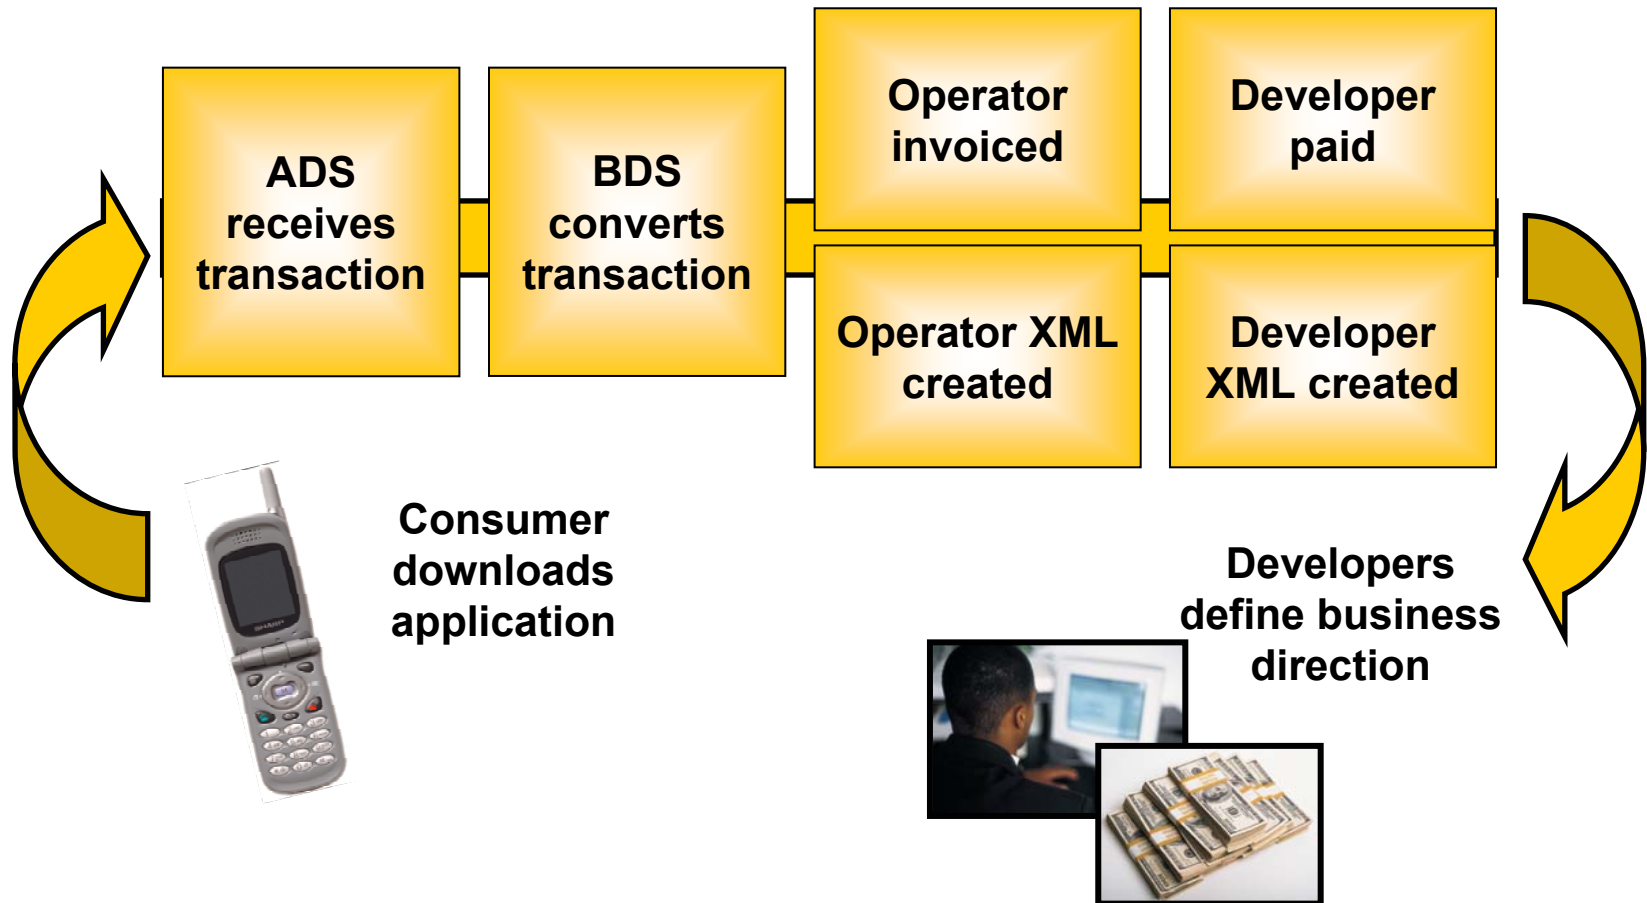 ADS
receives
transaction
BDS
converts
transaction
Operator
invoiced
Developer
paid
Operator XML
created
Developer
XML created
Consumer
downloads
application
SHARP
Developers
define business
direction